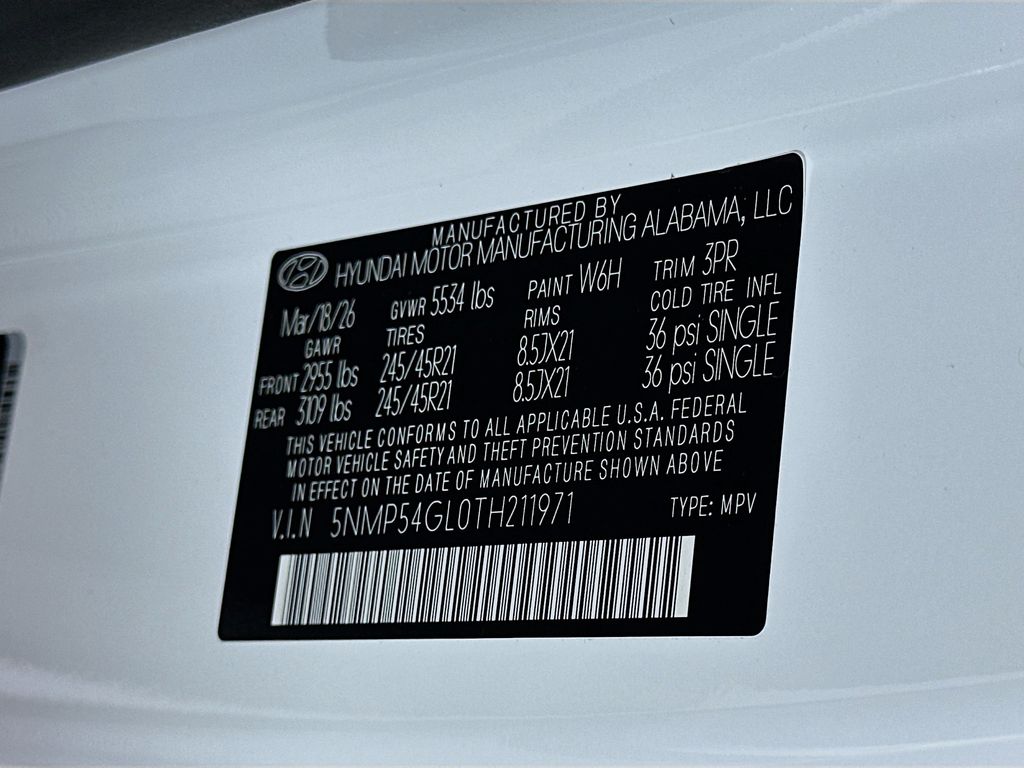 MANUFACTURED BY
HYUNDAI MOTOR MANUFACTURING ALABAMA, LLC
Mar/18/26 GVWR 5534 lbs PAINT W6H TRIM 3PR
GAWR TIRES RIMS COLD TIRE INFL
FRONT 2955 lbs 245/45R21 8.5JX21 36 psi SINGLE
REAR 3109 lbs 245/45R21 8.5JX21 36 psi SINGLE
THIS VEHICLE CONFORMS TO ALL APPLICABLE U.S.A. FEDERAL
MOTOR VEHICLE SAFETY AND THEFT PREVENTION STANDARDS
IN EFFECT ON THE DATE OF MANUFACTURE SHOWN ABOVE
V.I.N 5NMP54GL0TH211971 TYPE: MPV